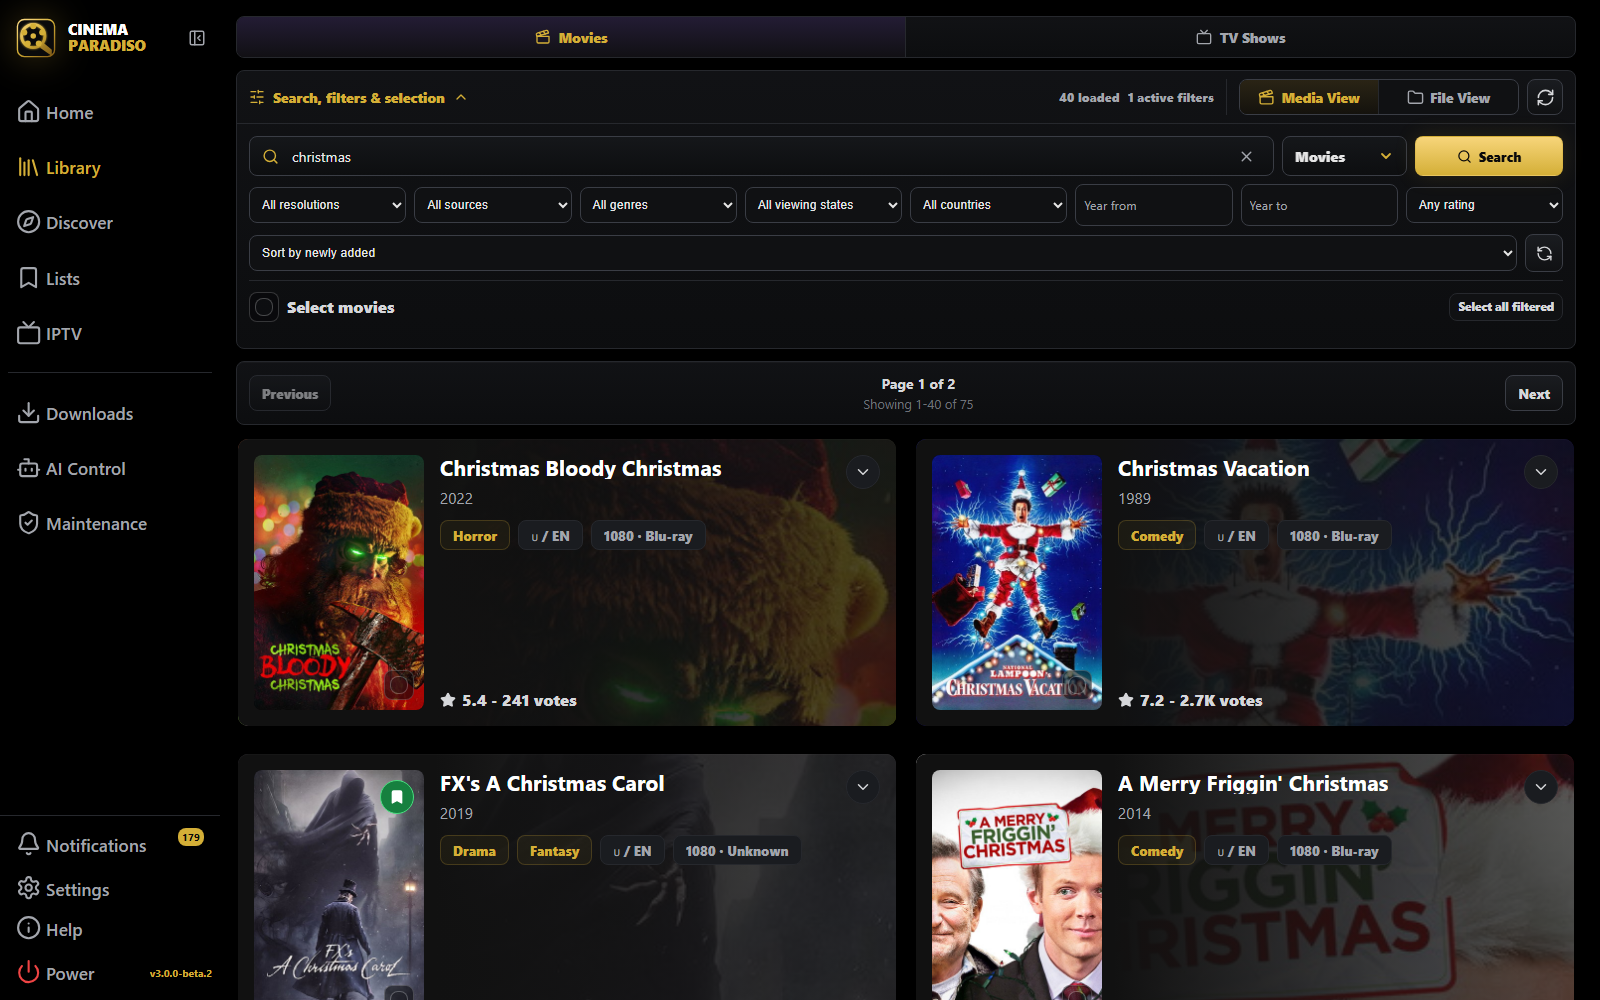 CINEMA
PARADISO
Home
Library
Discover
Lists
IPTV
Downloads
AI Control
Maintenance
Notifications
179
Settings
Help
Power
v3.0.0-beta.2
Movies
TV Shows
Search, filters & selection
40 loaded 1 active filters
Media View
File View
christmas
Movies
Search
All resolutions
All sources
All genres
All viewing states
All countries
Year from
Year to
Any rating
Sort by newly added
Select movies
Select all filtered
Previous
Page 1 of 2
Showing 1-40 of 75
Next
CHRISTMAS
BLOODY
CHRISTMAS
Christmas Bloody Christmas
2022
Horror
U / EN
1080 · Blu-ray
5.4 - 241 votes
NATIONAL
LAMPOON'S
CHRISTMAS VACATION
Christmas Vacation
1989
Comedy
U / EN
1080 · Blu-ray
7.2 - 2.7K votes
FX's
A Christmas Carol
FX's A Christmas Carol
2019
Drama
Fantasy
U / EN
1080 · Unknown
A MERRY
FRIGGIN'
CHRISTMAS
A Merry Friggin' Christmas
2014
Comedy
U / EN
1080 · Blu-ray
MERRY
RIGGIN'
RISTMAS